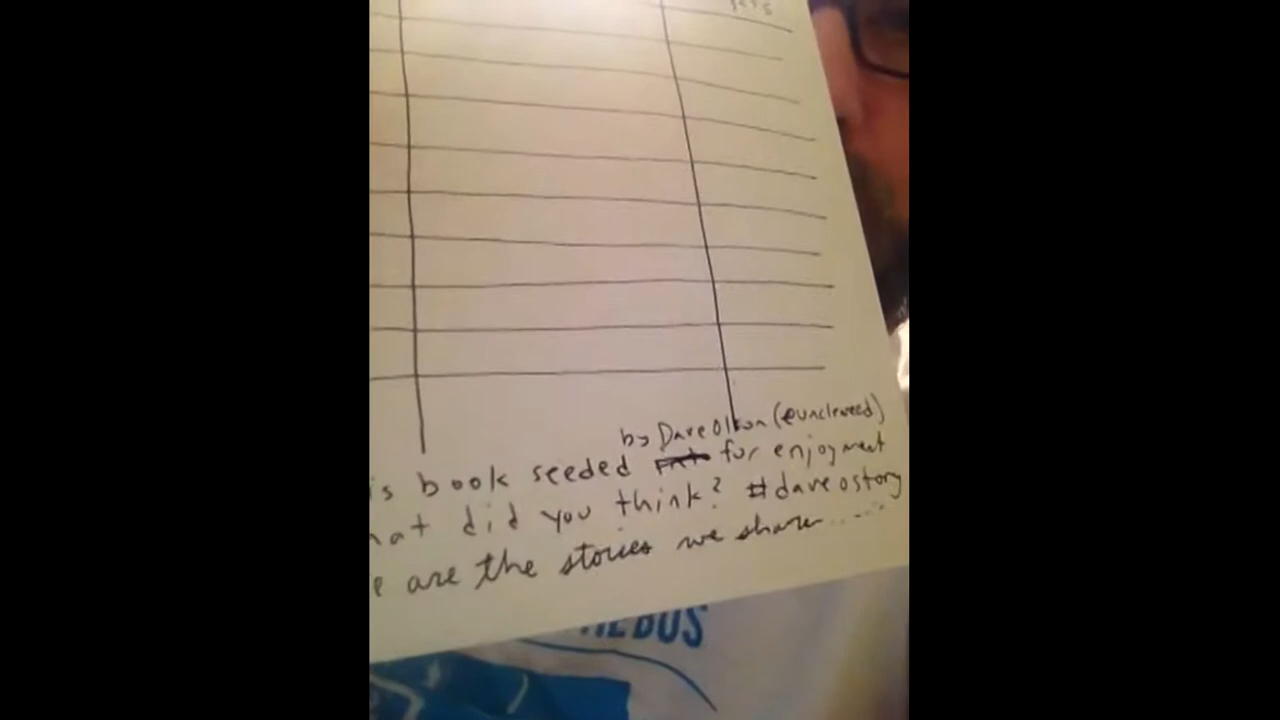 by Dave Olson (@uncleweed)
is book seeded for enjoyment
hat did you think? #daveostory
e are the stories we share......
HEBUS